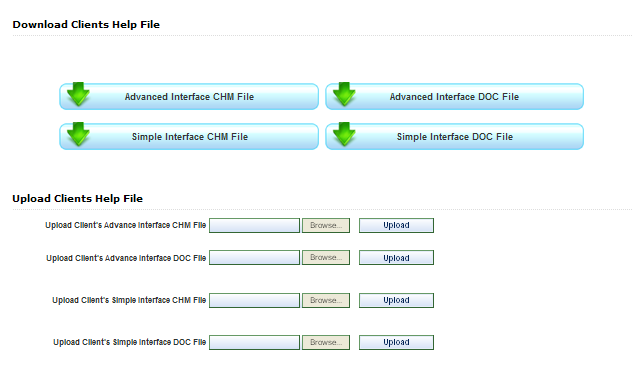 Download Clients Help File
Advanced Interface CHM File Advanced Interface DOC File
Simple Interface CHM File Simple Interface DOC File
Upload Clients Help File
Upload Client's Advance Interface CHM File Browse... Upload
Upload Client's Advance Interface DOC File Browse... Upload
Upload Client's Simple Interface CHM File Browse... Upload
Upload Client's Simple Interface DOC File Browse... Upload